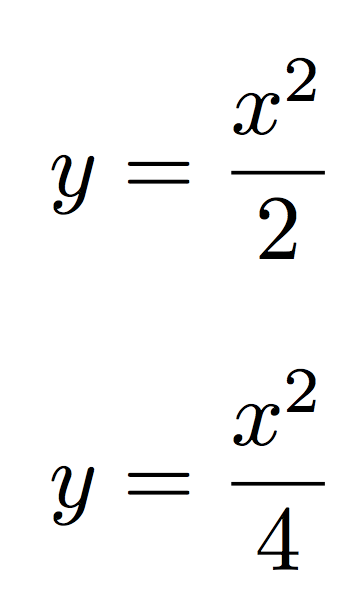 y = x²/2
y = x²/4